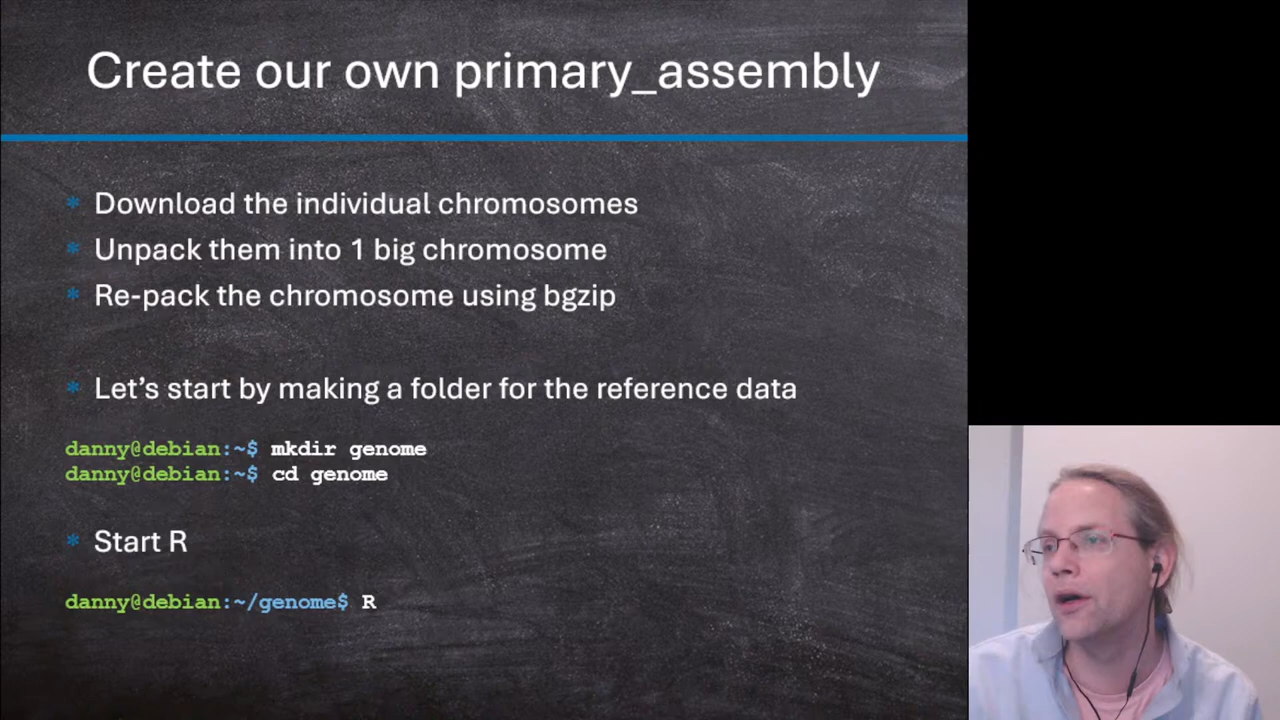 Create our own primary_assembly
* Download the individual chromosomes
* Unpack them into 1 big chromosome
* Re-pack the chromosome using bgzip
* Let's start by making a folder for the reference data
danny@debian:~$ mkdir genome
danny@debian:~$ cd genome
* Start R
danny@debian:~/genome$ R